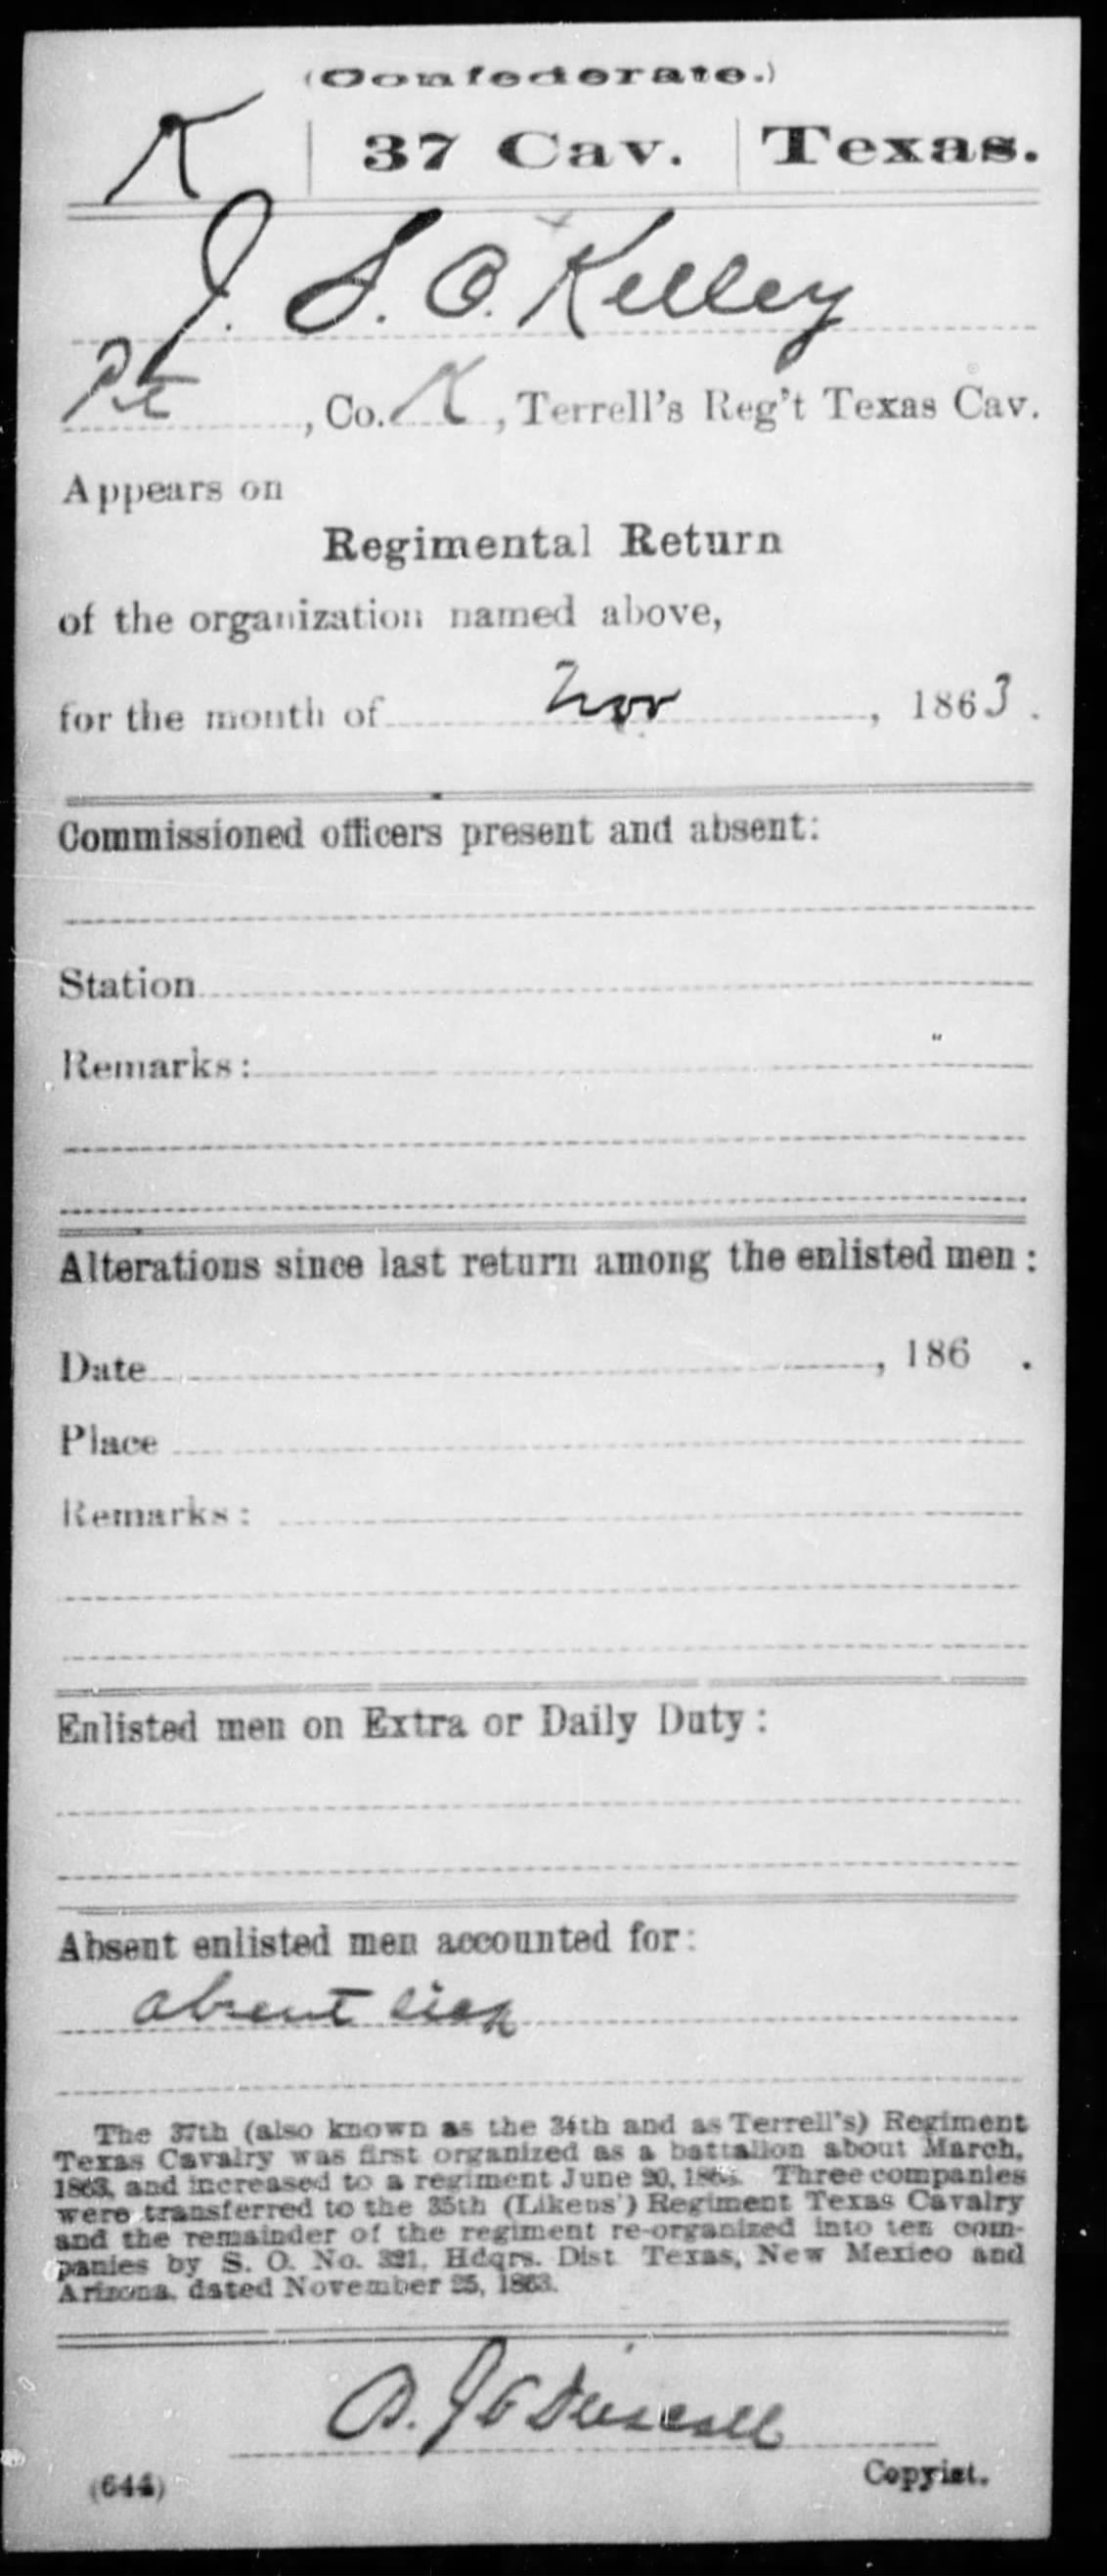 (Confederate.)
K | 37 Cav. | Texas.
J. S. O. Kelley
Pvt , Co. K , Terrell's Reg't Texas Cav.
Appears on
Regimental Return
of the organization named above,
for the month of Nov , 1863 .
Commissioned officers present and absent:
Station
Remarks:
Alterations since last return among the enlisted men :
Date , 186 .
Place
Remarks :
Enlisted men on Extra or Daily Duty :
Absent enlisted men accounted for:
absent sick
The 37th (also known as the 34th and as Terrell's) Regiment
Texas Cavalry was first organized as a battalion about March,
1863, and increased to a regiment June 20, 1863. Three companies
were transferred to the 35th (Likens') Regiment Texas Cavalry
and the remainder of the regiment re-organized into ten com-
panies by S. O. No. 321, Hdqrs. Dist Texas, New Mexico and
Arizona, dated November 25, 1863.
Driscoll
(644) Copyist.